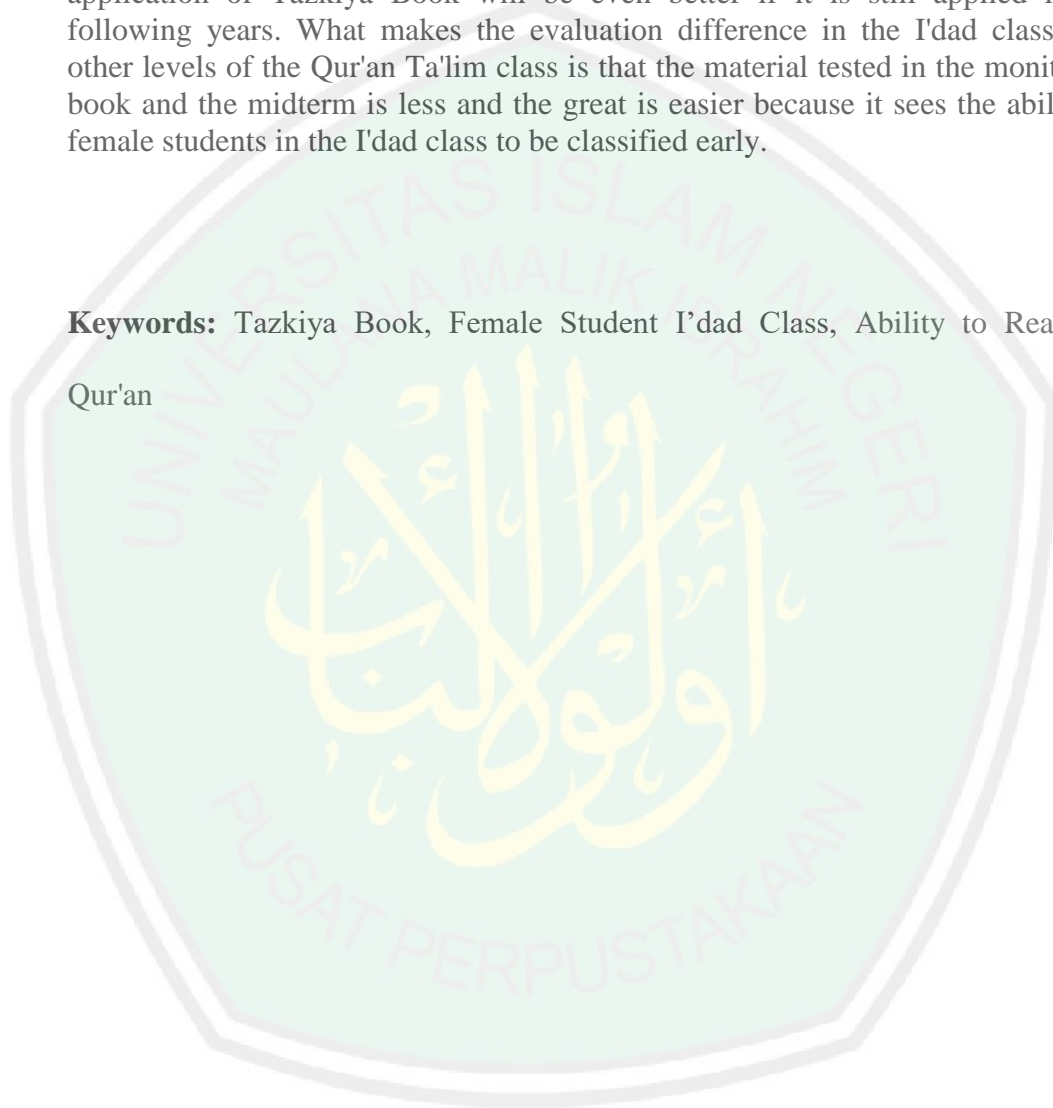 application of Tazkiya Book will be even better if it is still applied
following years. What makes the evaluation difference in the I'dad class
other levels of the Qur'an Ta'lim class is that the material tested in the monit
book and the midterm is less and the great is easier because it sees the abil
female students in the I'dad class to be classified early.
Keywords: Tazkiya Book, Female Student I’dad Class, Ability to Rea
Qur'an
UNIVERSITAS ISLAM NEGERI
MAULANA MALIK IBRAHIM
أولوا الألباب
PUSAT PERPUSTAKAAN